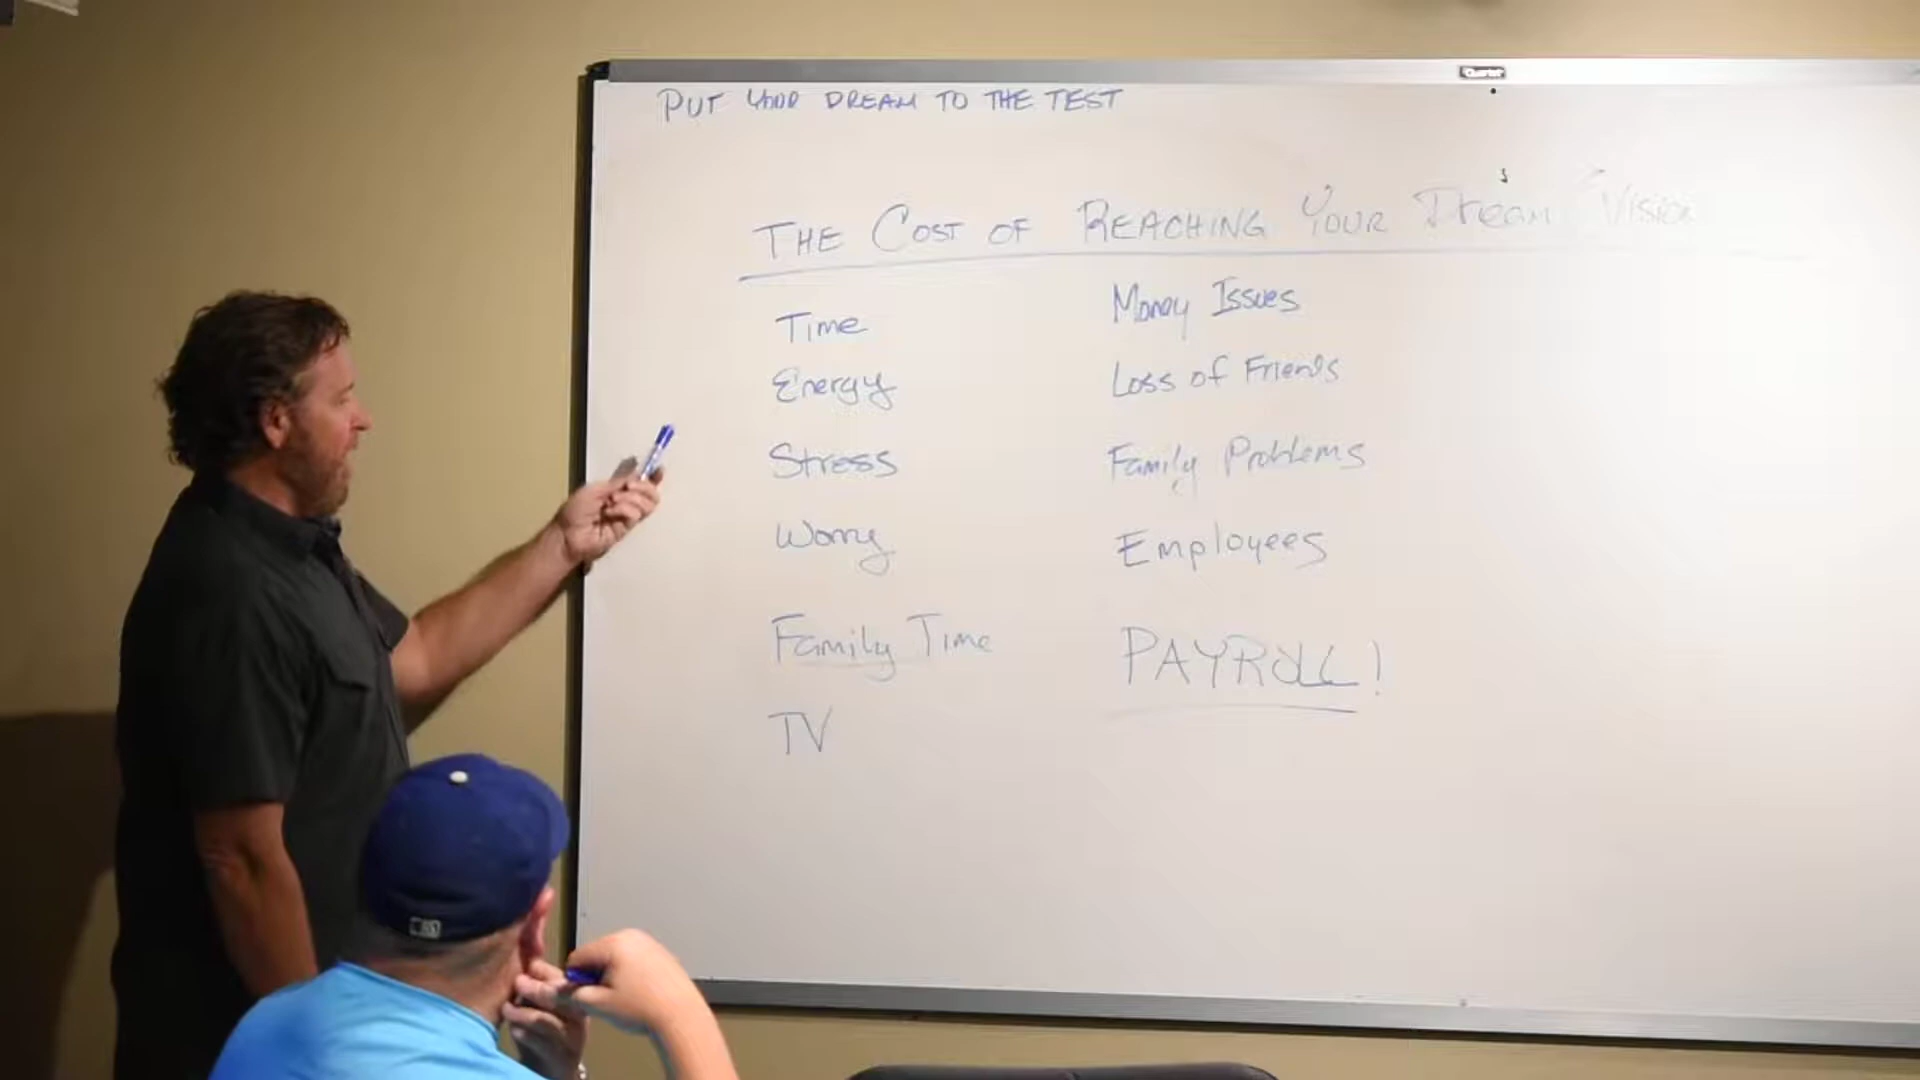 PUT YOUR DREAM TO THE TEST
THE COST OF REACHING YOUR Dream VISION
Time
Energy
Stress
Worry
Family Time
TV
Money Issues
Loss of Friends
Family Problems
Employees
PAYROLL!